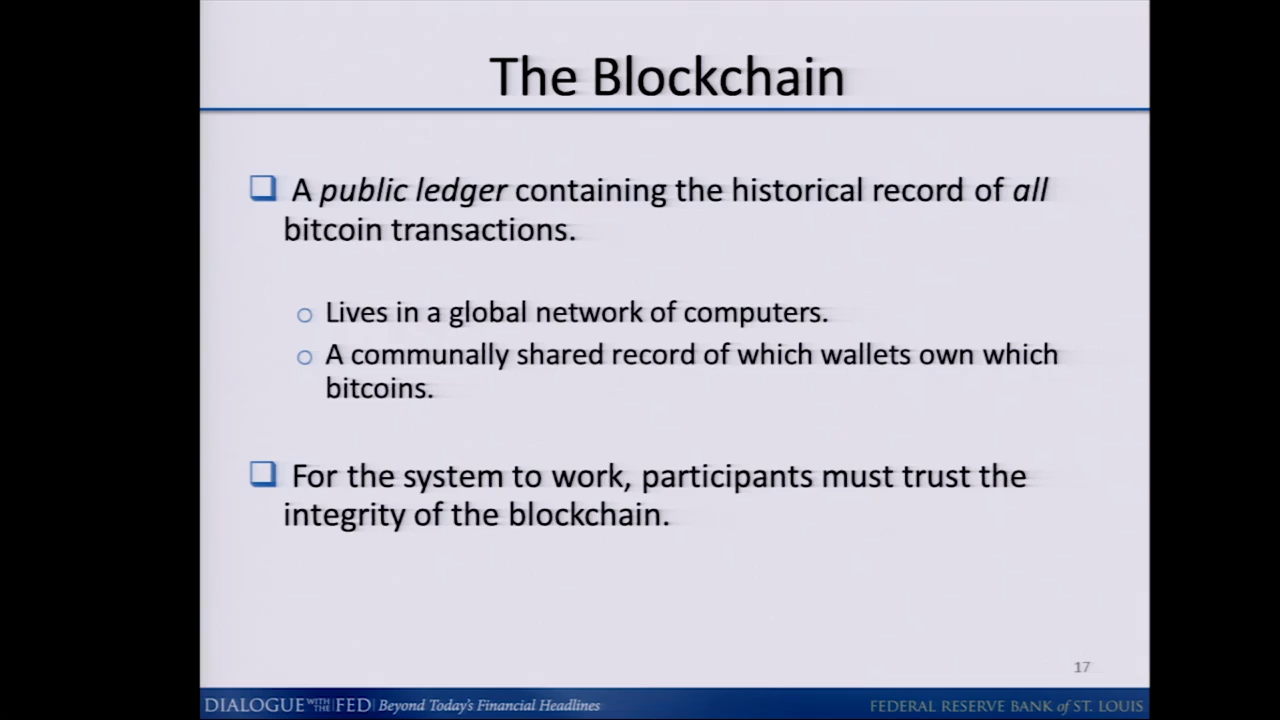 The Blockchain
A public ledger containing the historical record of all
bitcoin transactions.
Lives in a global network of computers.
A communally shared record of which wallets own which
bitcoins.
For the system to work, participants must trust the
integrity of the blockchain.
17
DIALOGUE WITH THE FED | Beyond Today's Financial Headlines
FEDERAL RESERVE BANK of ST. LOUIS